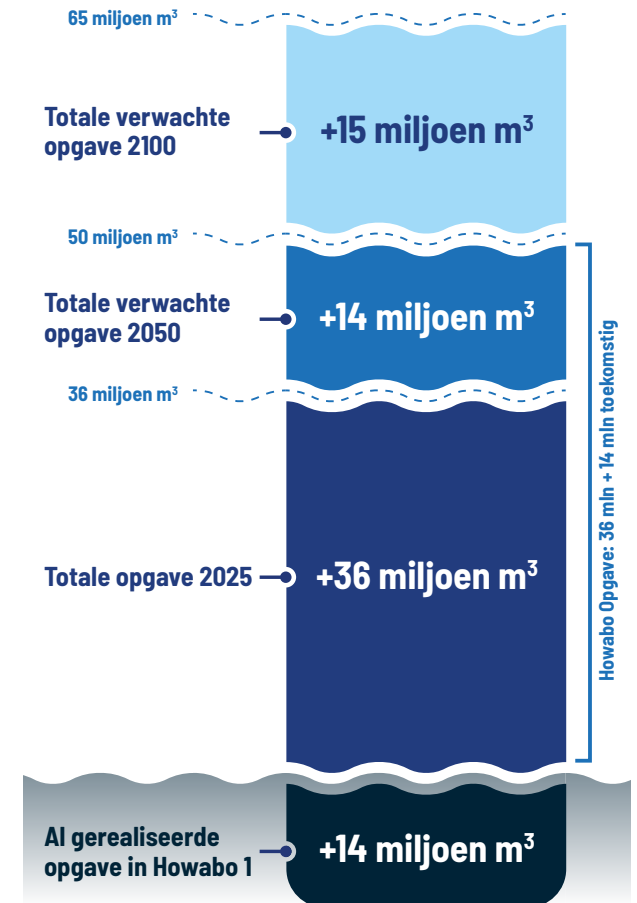 65 miljoen m³
Totale verwachte
opgave 2100
+15 miljoen m³
50 miljoen m³
Totale verwachte
opgave 2050
+14 miljoen m³
36 miljoen m³
Totale opgave 2025
+36 miljoen m³
Howabo Opgave: 36 mln + 14 mln toekomstig
Al gerealiseerde
opgave in Howabo 1
+14 miljoen m³